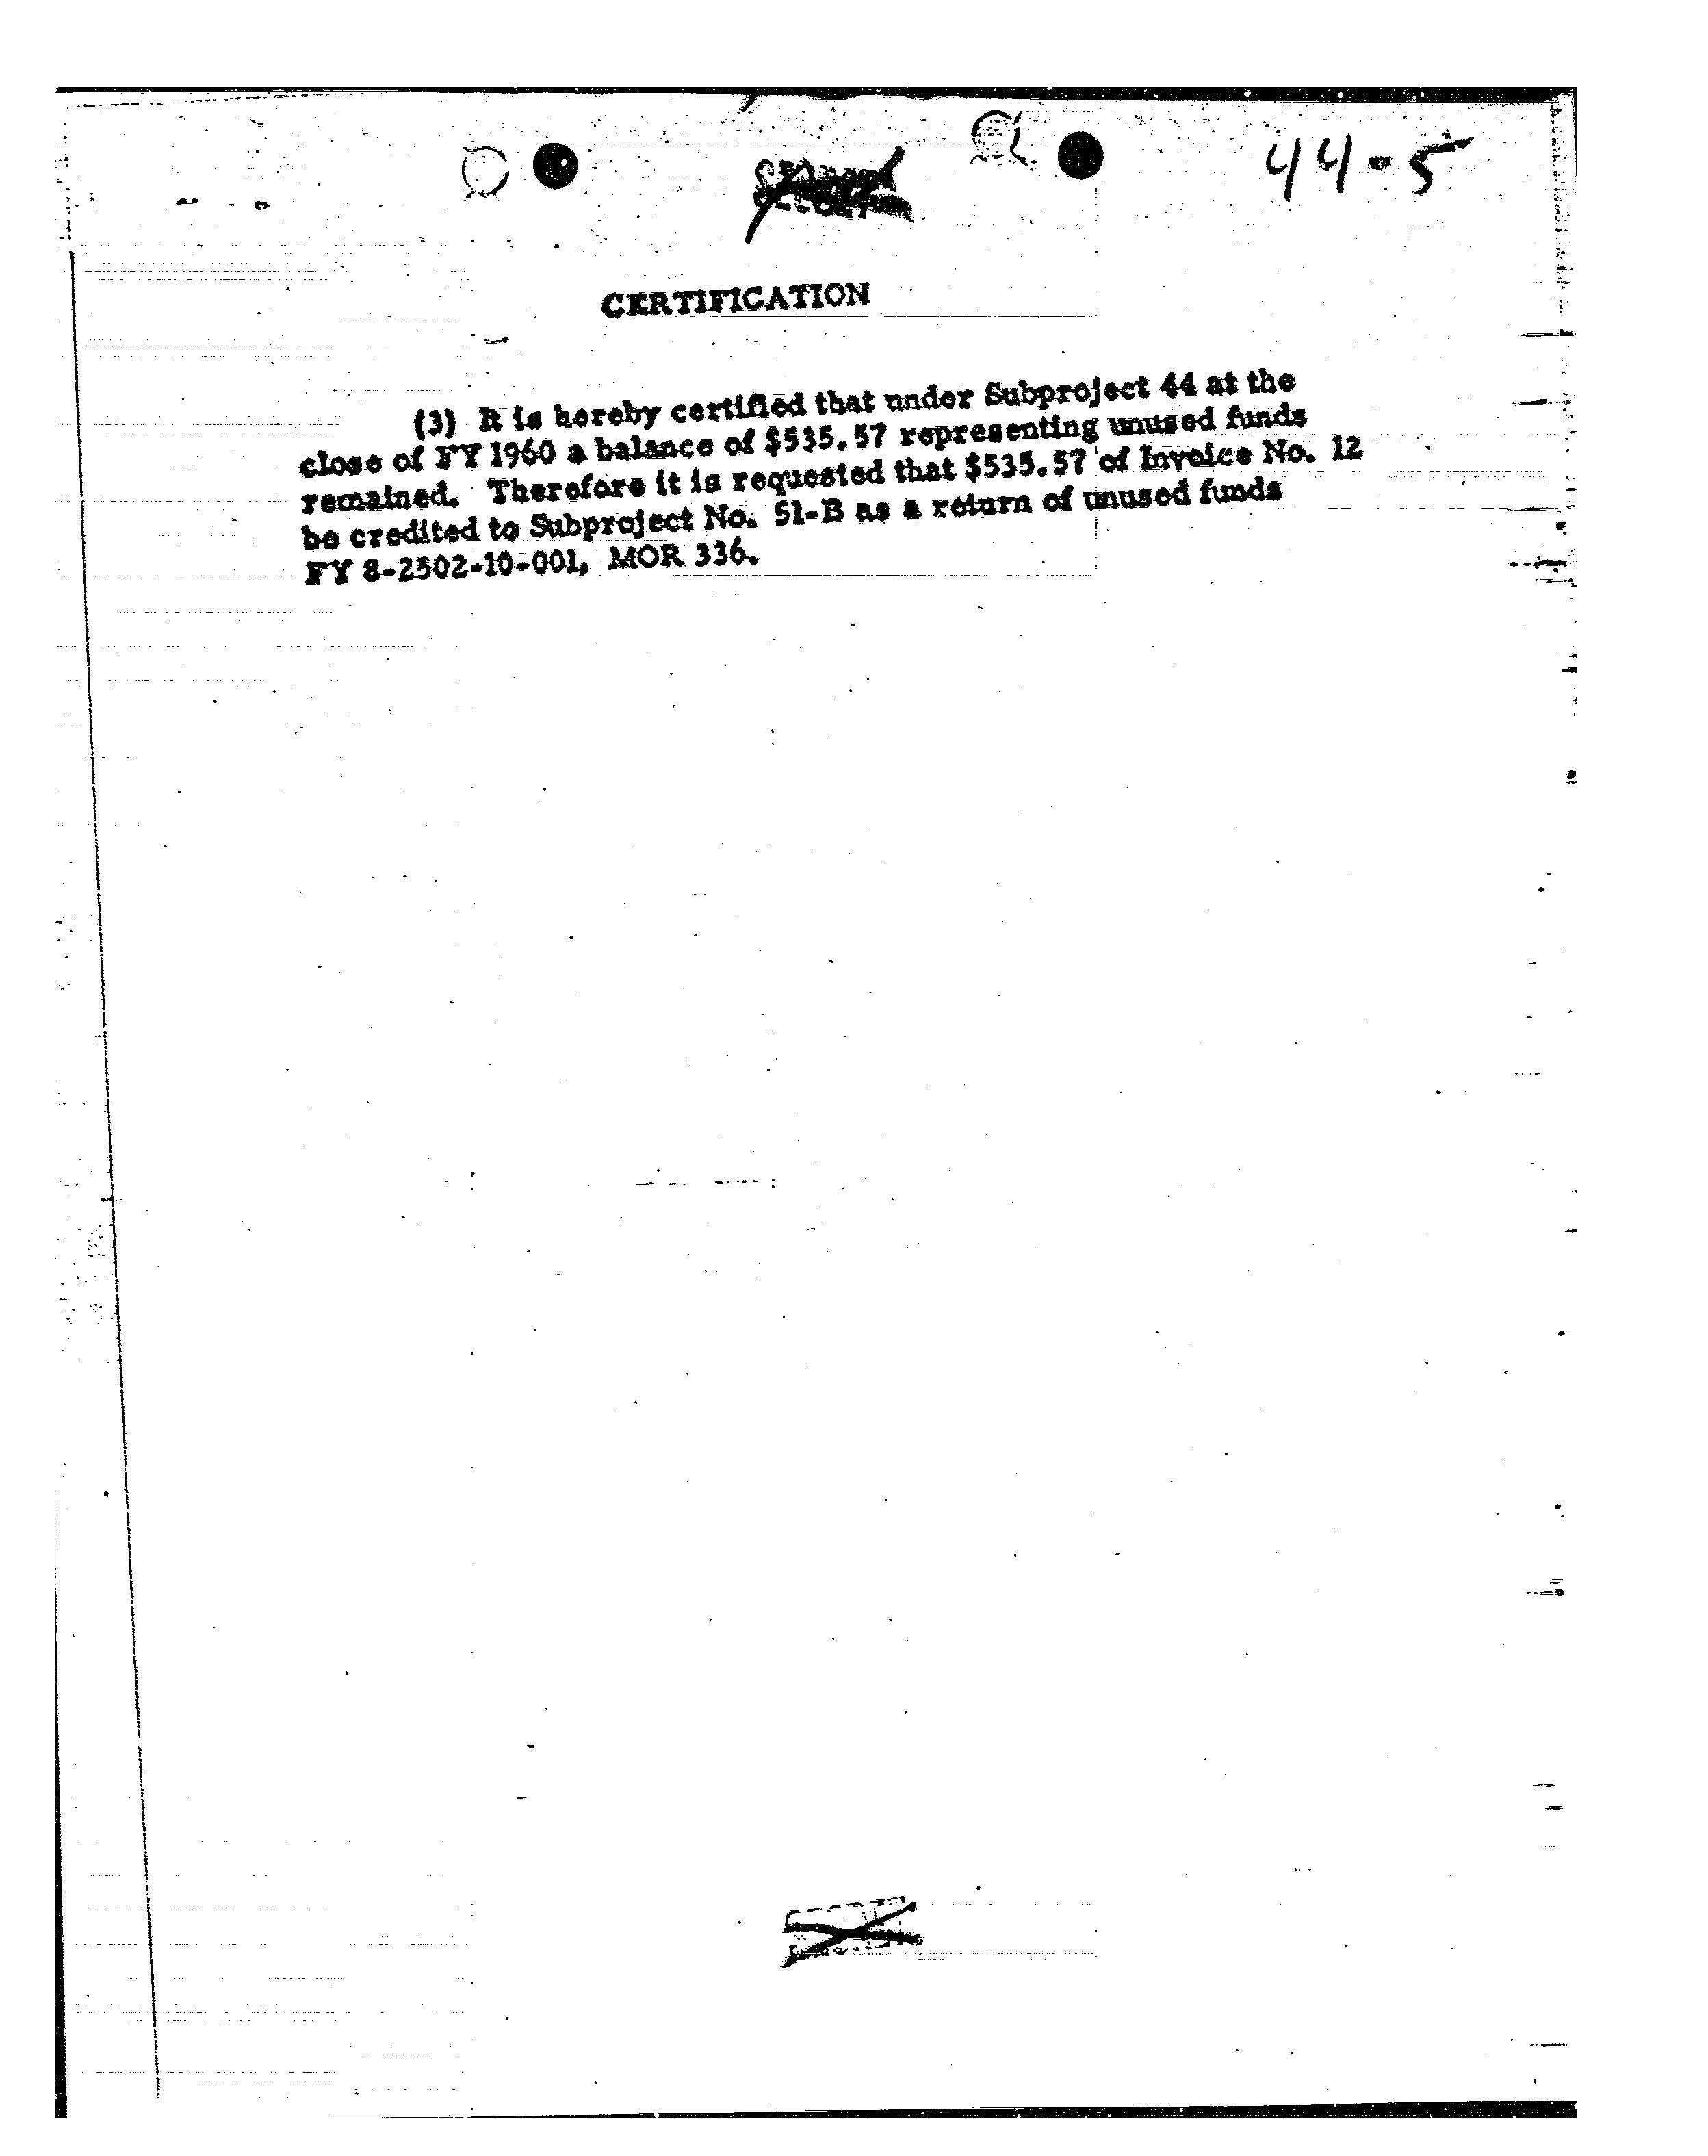 44-5
CERTIFICATION
(3) It is hereby certified that under Subproject 44 at the
close of FY 1960 a balance of $535.57 representing unused funds
remained. Therefore it is requested that $535.57 of Invoice No. 12
be credited to Subproject No. 51-B as a return of unused funds
FY 8-2502-10-001, MOR 336.